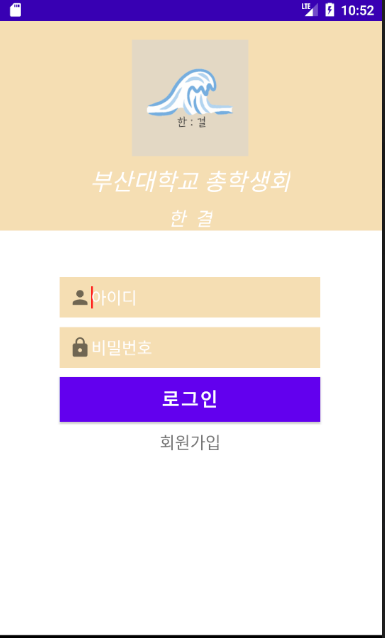 LTE 10:52
한 : 결
부산대학교 총학생회
한 결
아이디
비밀번호
로그인
회원가입